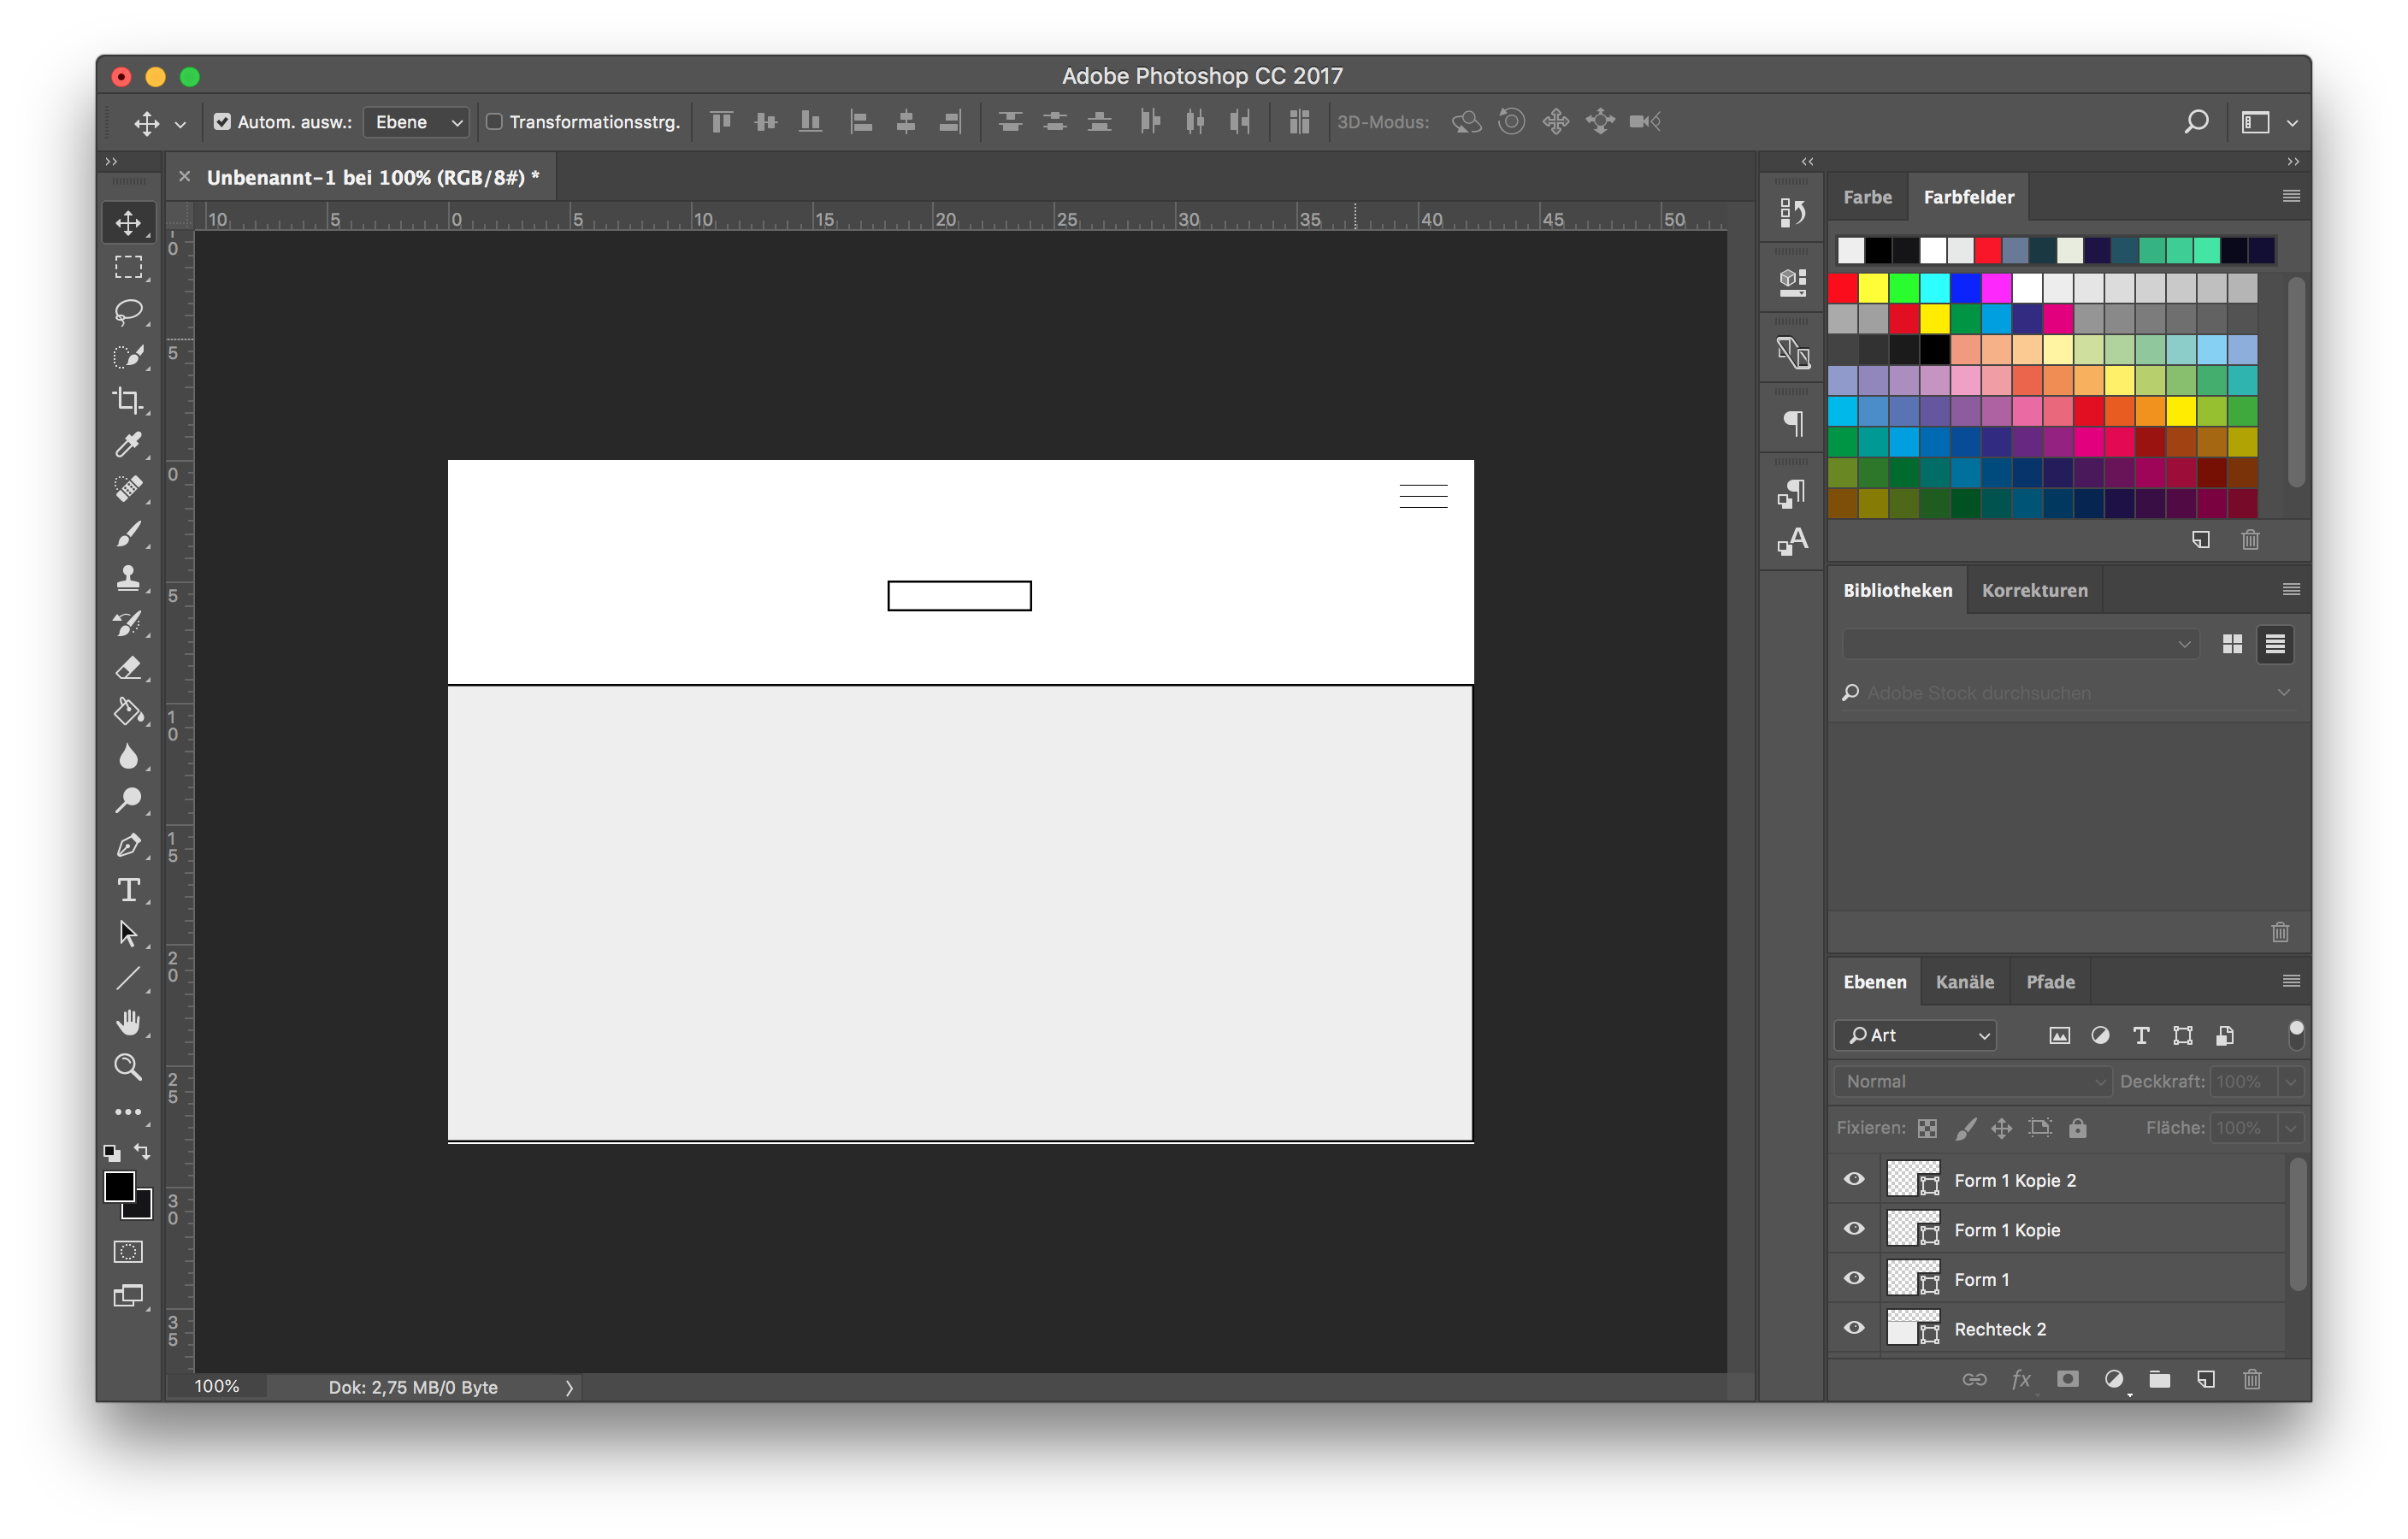 Adobe Photoshop CC 2017
Autom. ausw.: Ebene Transformationsstrg. 3D-Modus:
Unbenannt-1 bei 100% (RGB/8#) *
10 5 0 5 10 15 20 25 30 35 40 45 50
0
5
0
5
10
15
20
25
30
35
100% Dok: 2,75 MB/0 Byte
Farbe Farbfelder
Bibliotheken Korrekturen
Adobe Stock durchsuchen
Ebenen Kanäle Pfade
Art
Normal Deckkraft: 100%
Fixieren: Fläche: 100%
Form 1 Kopie 2
Form 1 Kopie
Form 1
Rechteck 2
fx